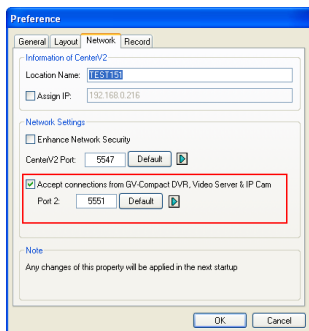 Preference
General Layout Network Record
Information of CenterV2
Location Name: TEST151
Assign IP: 192.168.0.216
Network Settings
Enhance Network Security
CenterV2 Port: 5547 Default
Accept connections from GV-Compact DVR, Video Server & IP Cam
Port 2: 5551 Default
Note
Any changes of this property will be applied in the next startup
OK Cancel